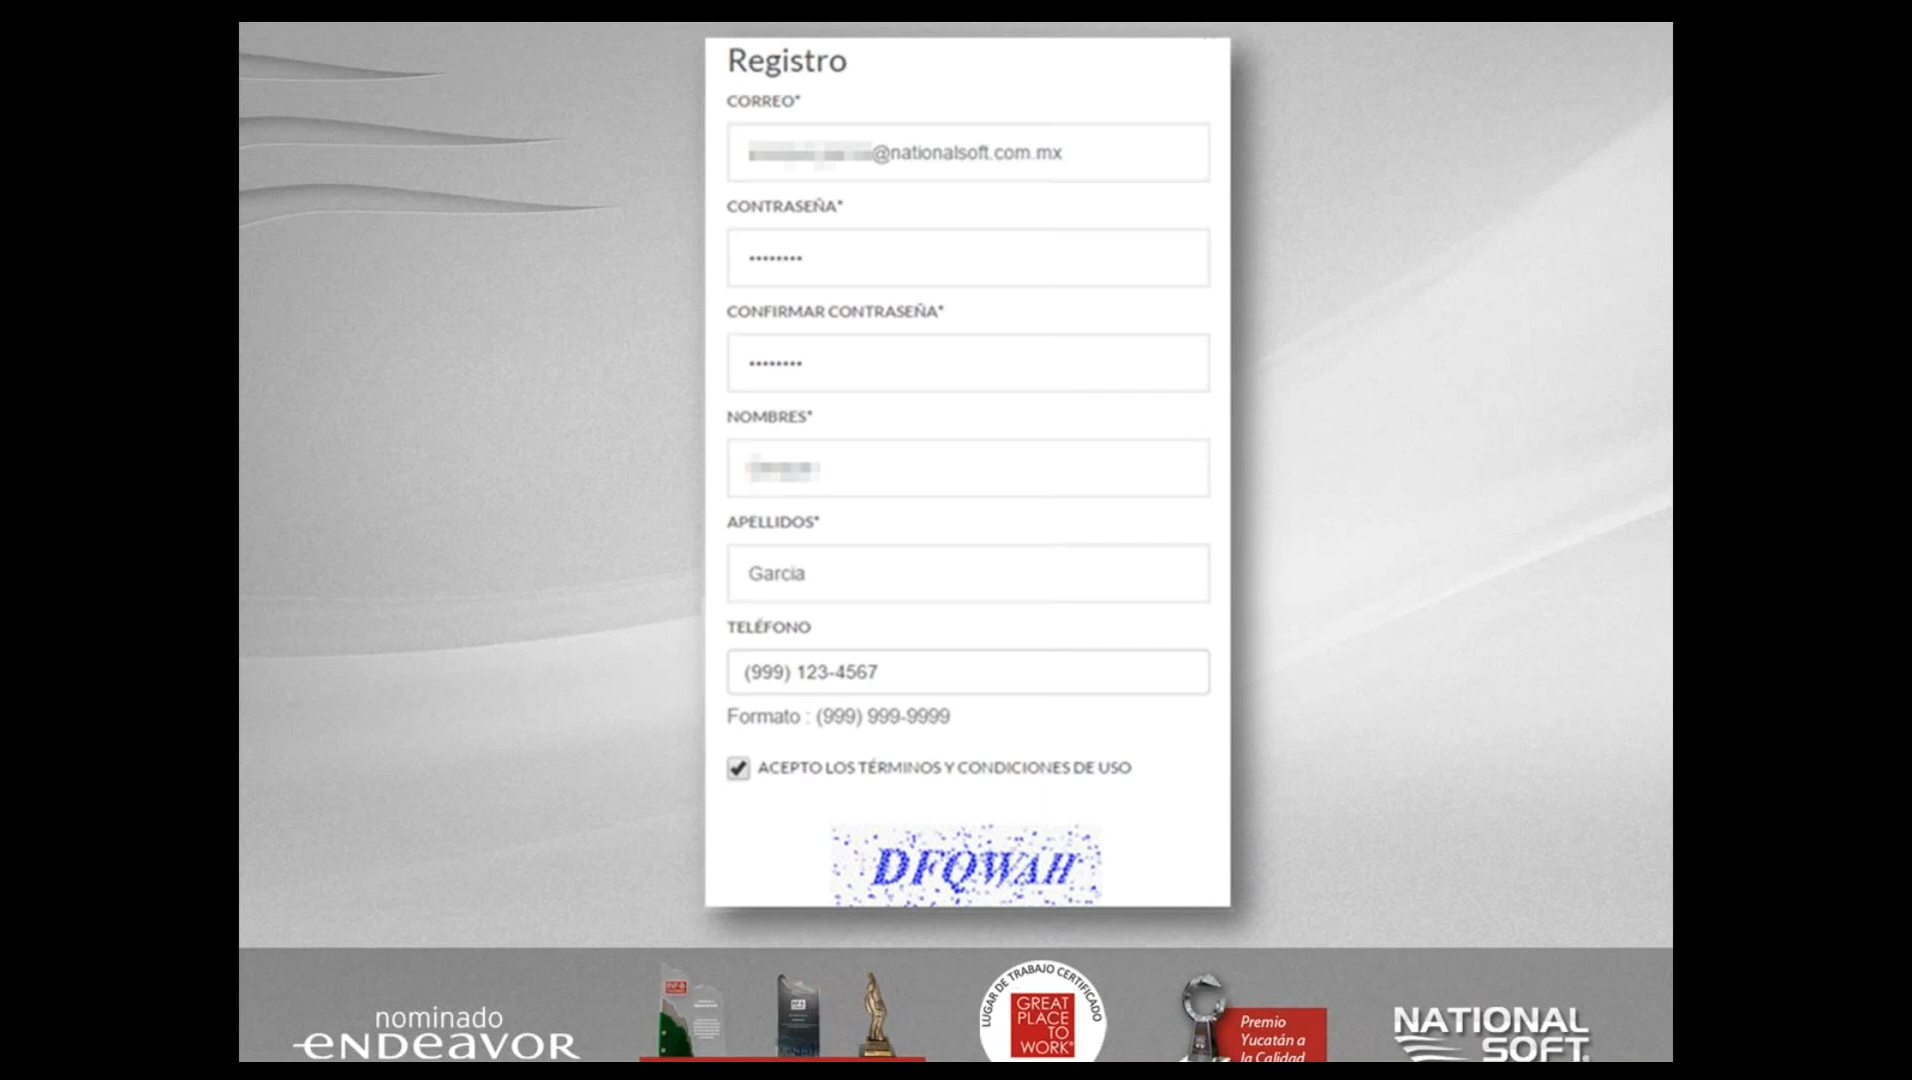 Registro
CORREO*
@nationalsoft.com.mx
CONTRASEÑA*
••••••••
CONFIRMAR CONTRASEÑA*
••••••••
NOMBRES*
APELLIDOS*
Garcia
TELÉFONO
(999) 123-4567
Formato : (999) 999-9999
ACEPTO LOS TÉRMINOS Y CONDICIONES DE USO
DFQWAH
nominado
ENDEAVOR
LUGAR DE TRABAJO CERTIFICADO
GREAT
PLACE
TO
WORK®
Premio
Yucatán a
la Calidad
NATIONAL
SOFT®